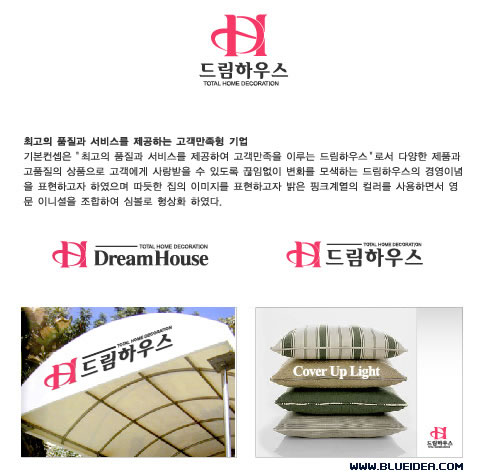 드림하우스
TOTAL HOME DECORATION
최고의 품질과 서비스를 제공하는 고객만족형 기업
기본컨셉은 "최고의 품질과 서비스를 제공하여 고객만족을 이루는 드림하우스"로서 다양한 제품과
고품질의 상품으로 고객에게 사랑받을 수 있도록 끊임없이 변화를 모색하는 드림하우스의 경영이념
을 표현하고자 하였으며 따듯한 집의 이미지를 표현하고자 밝은 핑크계열의 컬러를 사용하면서 영
문 이니셜을 조합하여 심볼로 형상화 하였다.
TOTAL HOME DECORATION
DreamHouse
TOTAL HOME DECORATION
드림하우스
TOTAL HOME DECORATION
드림하우스
Cover Up Light
드림하우스
WWW.BLUEIDEA.COM